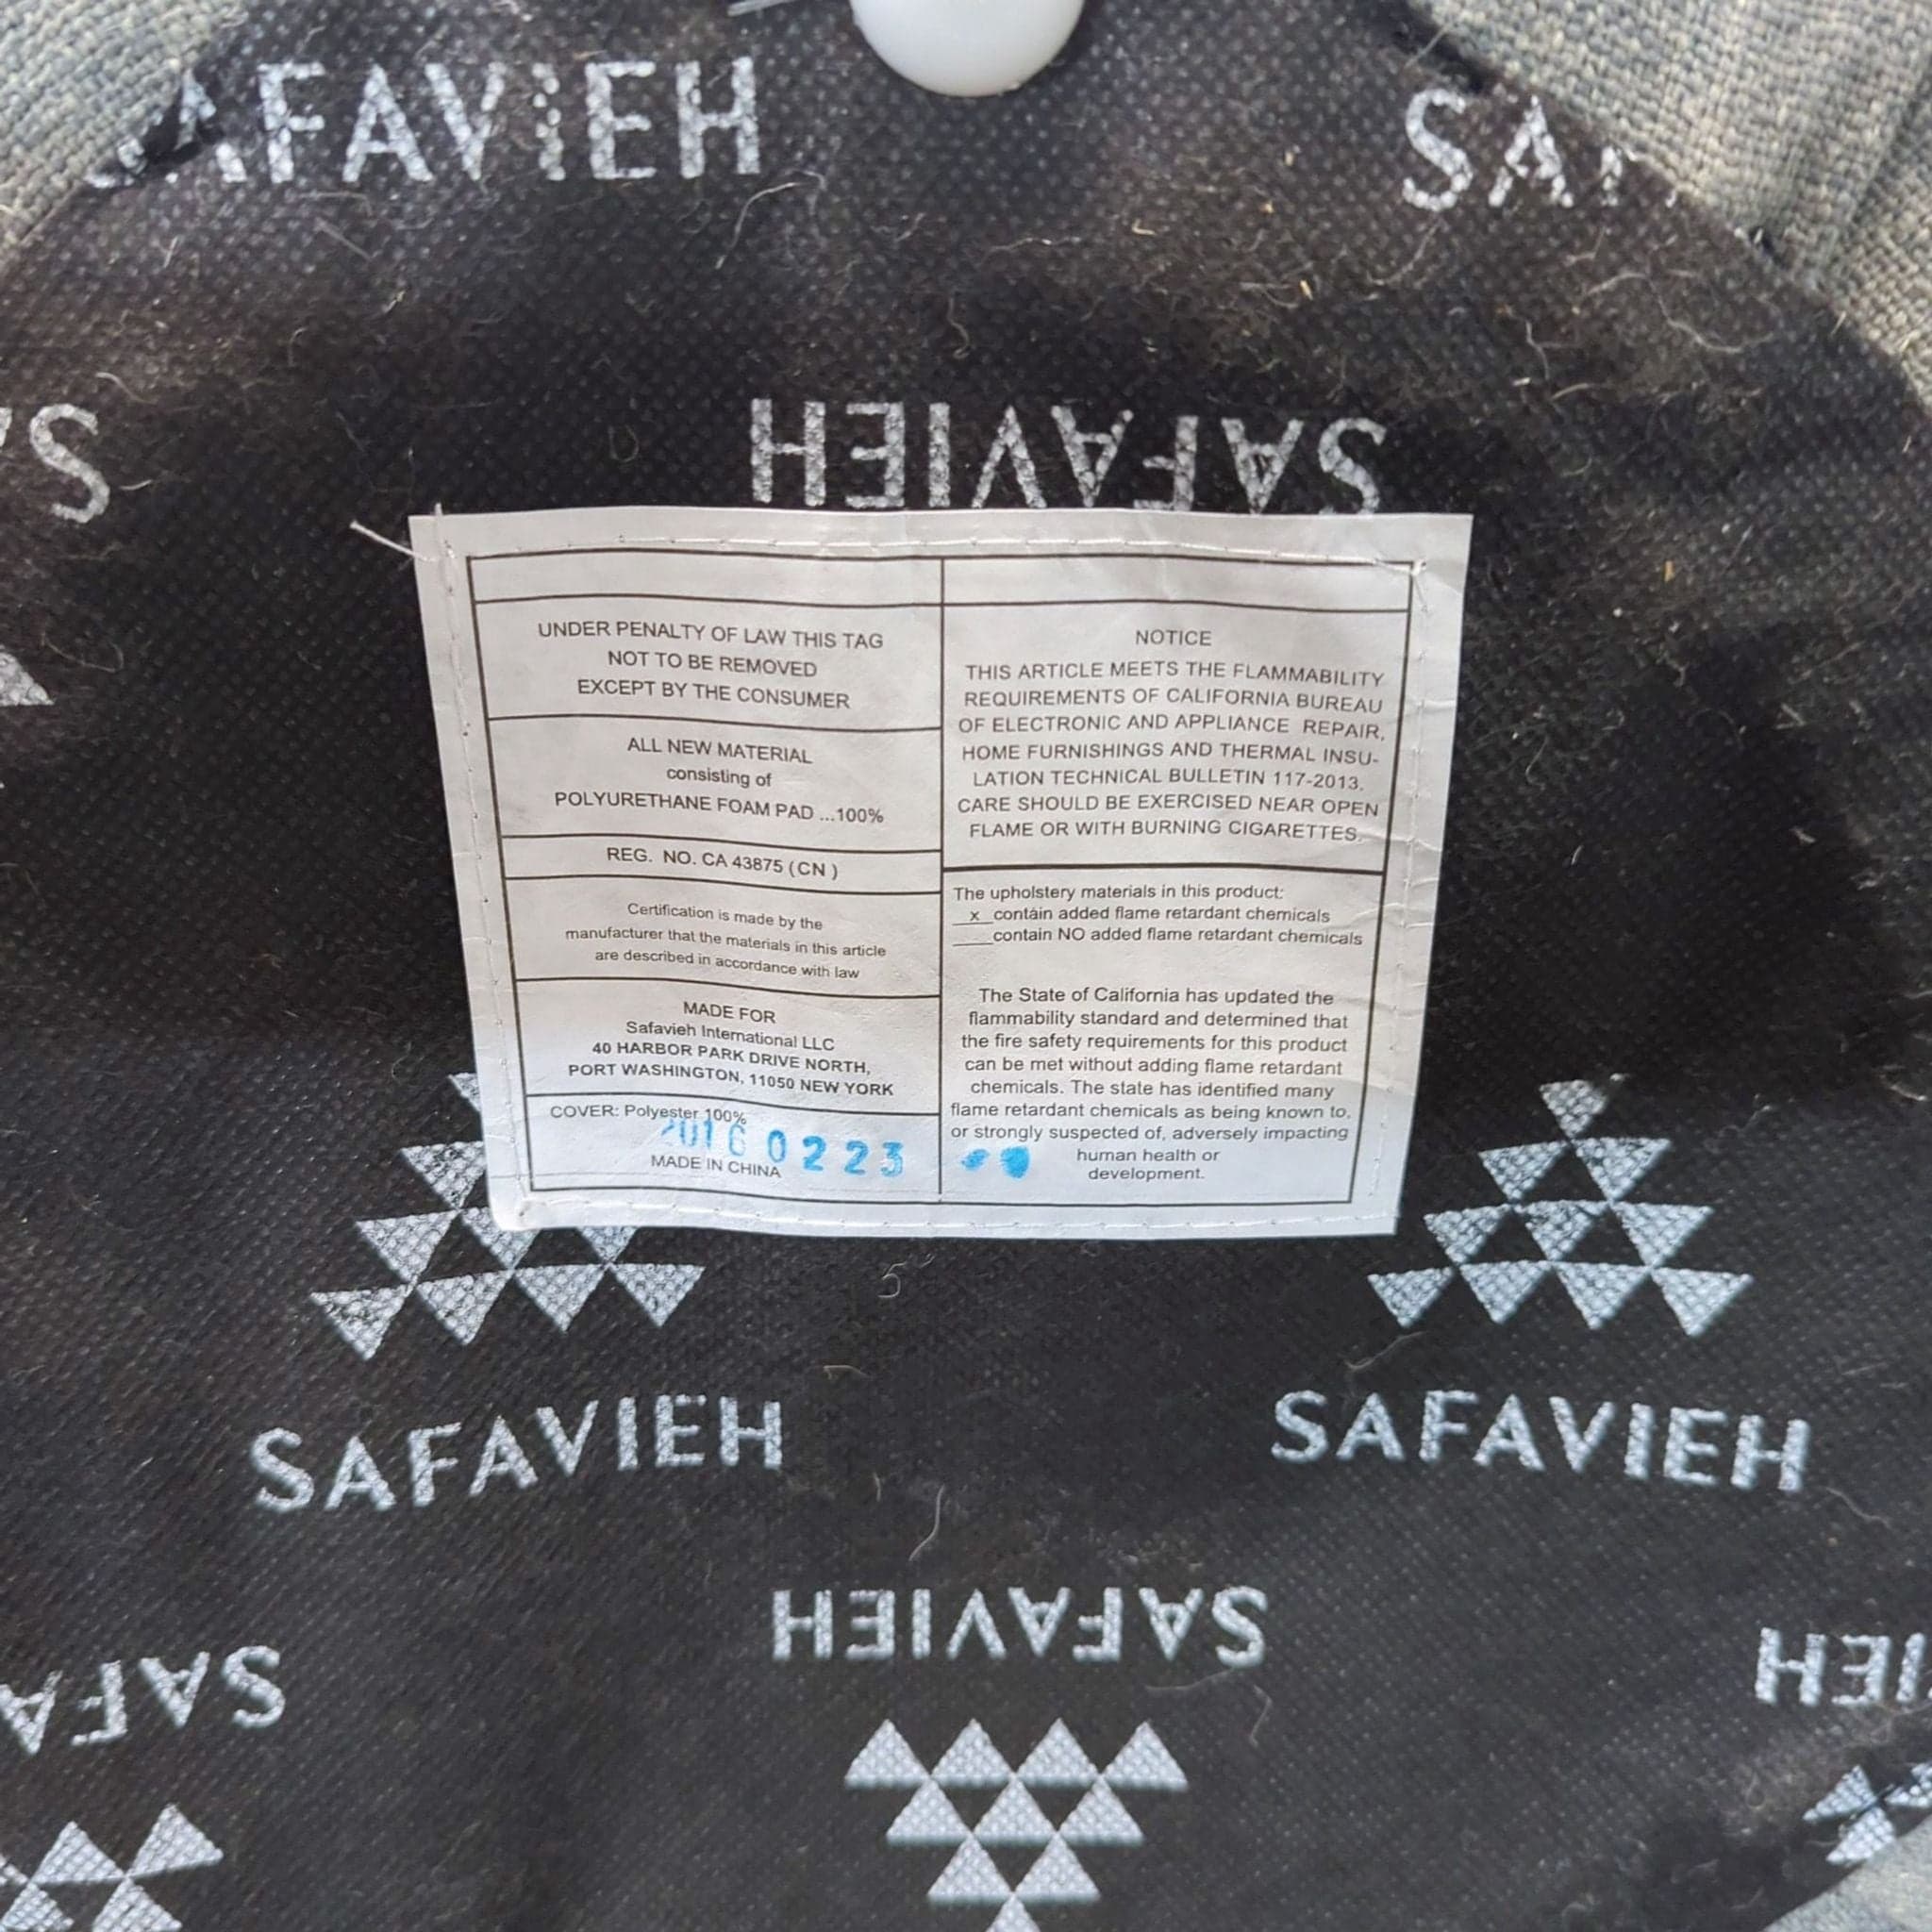 SAFAVIEH
SA
S
SAFAVIEH
UNDER PENALTY OF LAW THIS TAG
NOT TO BE REMOVED
EXCEPT BY THE CONSUMER
ALL NEW MATERIAL
consisting of
POLYURETHANE FOAM PAD ...100%
REG. NO. CA 43875 (CN)
Certification is made by the
manufacturer that the materials in this article
are described in accordance with law
MADE FOR
Safavieh International LLC
40 HARBOR PARK DRIVE NORTH,
PORT WASHINGTON, 11050 NEW YORK
COVER: Polyester 100%
20160223
MADE IN CHINA
NOTICE
THIS ARTICLE MEETS THE FLAMMABILITY
REQUIREMENTS OF CALIFORNIA BUREAU
OF ELECTRONIC AND APPLIANCE REPAIR,
HOME FURNISHINGS AND THERMAL INSU-
LATION TECHNICAL BULLETIN 117-2013.
CARE SHOULD BE EXERCISED NEAR OPEN
FLAME OR WITH BURNING CIGARETTES.
The upholstery materials in this product:
x contain added flame retardant chemicals
____contain NO added flame retardant chemicals
The State of California has updated the
flammability standard and determined that
the fire safety requirements for this product
can be met without adding flame retardant
chemicals. The state has identified many
flame retardant chemicals as being known to,
or strongly suspected of, adversely impacting
human health or
development.
SAFAVIEH
SAFAVIEH
SAFAVIEH
SAFA
IEH